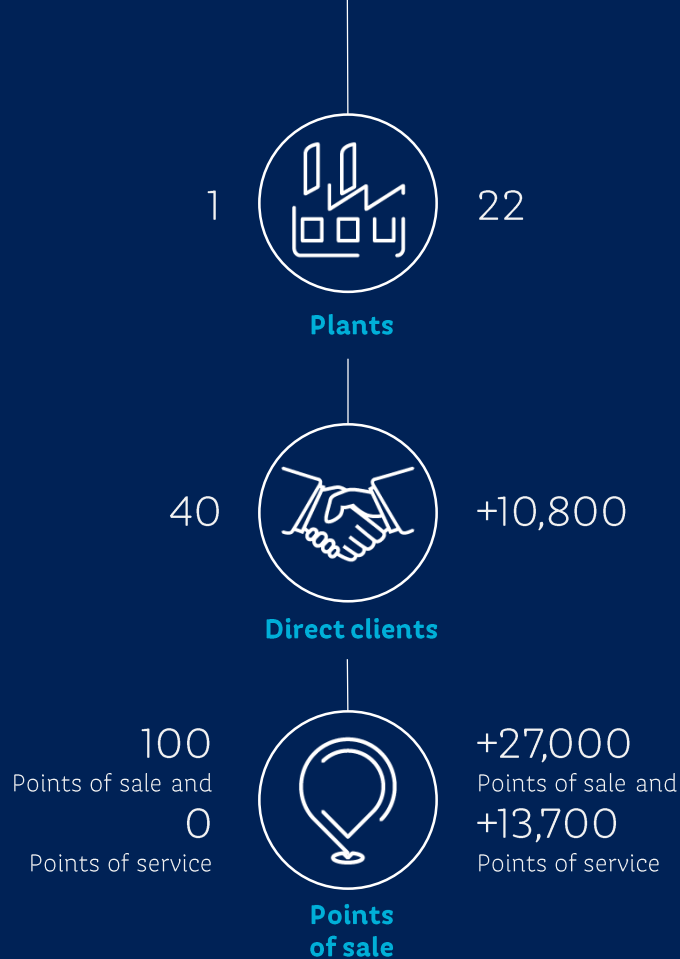 1
22
Plants
40
+10,800
Direct clients
100
Points of sale and
0
Points of service
+27,000
Points of sale and
+13,700
Points of service
Points
of sale